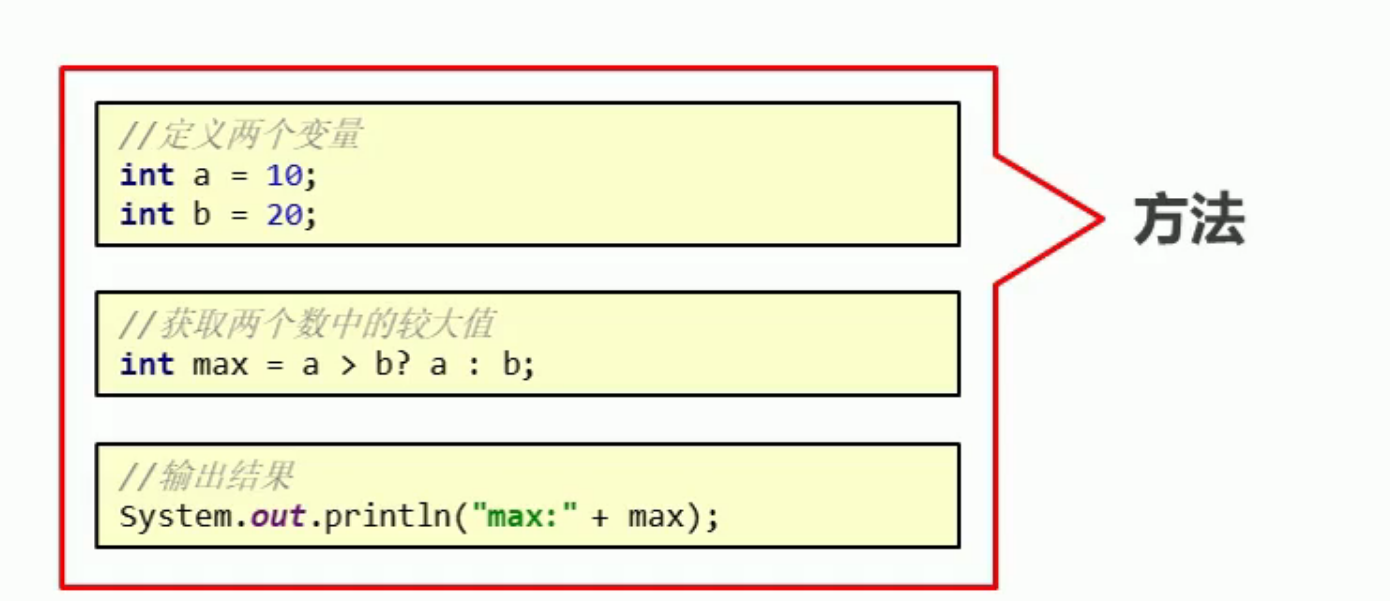 //定义两个变量
int a = 10;
int b = 20;
方法
//获取两个数中的较大值
int max = a > b? a : b;
//输出结果
System.out.println("max:" + max);